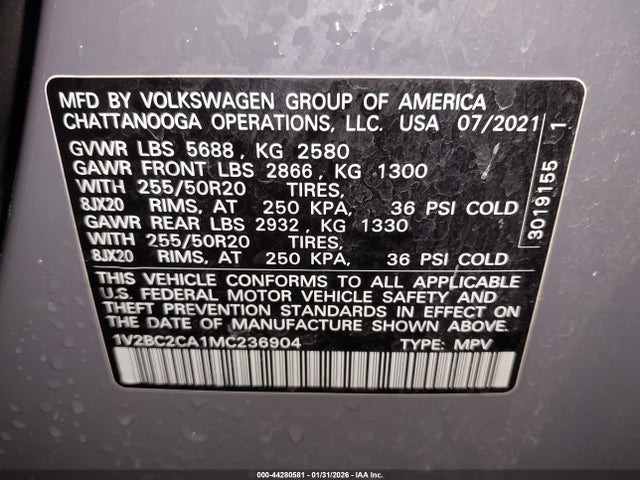 MFD BY VOLKSWAGEN GROUP OF AMERICA
CHATTANOOGA OPERATIONS, LLC. USA 07/2021
GVWR LBS 5688, KG 2580
GAWR FRONT LBS 2866, KG 1300
WITH 255/50R20 TIRES,
8JX20 RIMS, AT 250 KPA, 36 PSI COLD
GAWR REAR LBS 2932, KG 1330
WITH 255/50R20 TIRES,
8JX20 RIMS, AT 250 KPA, 36 PSI COLD
THIS VEHICLE CONFORMS TO ALL APPLICABLE
U.S. FEDERAL MOTOR VEHICLE SAFETY AND
THEFT PREVENTION STANDARDS IN EFFECT ON
THE DATE OF MANUFACTURE SHOWN ABOVE.
1V2BC2CA1MC236904 TYPE: MPV
3019155 1
000-44280581 - 01/31/2026 - IAA Inc.